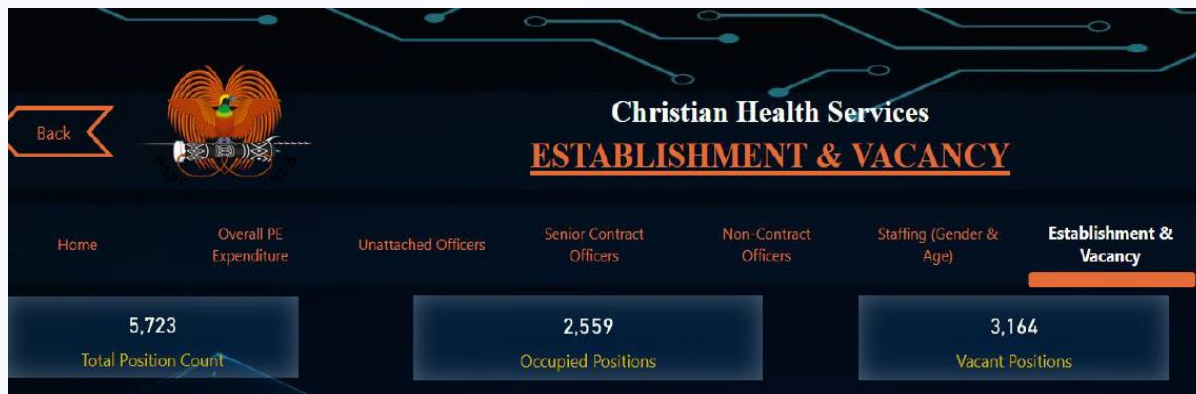 Christian Health Services
Back
ESTABLISHMENT & VACANCY
Home
Overall PE
Expenditure
Unattached Officers
Senior Contract
Officers
Non-Contract
Officers
Staffing (Gender &
Age)
Establishment &
Vacancy
5,723
Total Position Count
2,559
Occupied Positions
3,164
Vacant Positions